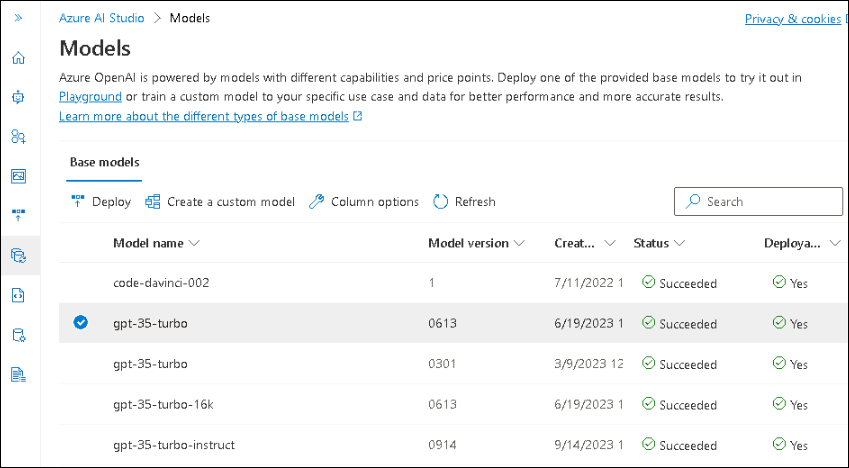 Azure AI Studio > Models
Privacy & cookies
Models
Azure OpenAI is powered by models with different capabilities and price points. Deploy one of the provided base models to try it out in
Playground or train a custom model to your specific use case and data for better performance and more accurate results.
Learn more about the different types of base models
Base models
Deploy Create a custom model Column options Refresh Search
Model name Model version Creat... Status Deploya...
code-davinci-002 1 7/11/2022 1 Succeeded Yes
gpt-35-turbo 0613 6/19/2023 1 Succeeded Yes
gpt-35-turbo 0301 3/9/2023 12 Succeeded Yes
gpt-35-turbo-16k 0613 6/19/2023 1 Succeeded Yes
gpt-35-turbo-instruct 0914 9/14/2023 1 Succeeded Yes